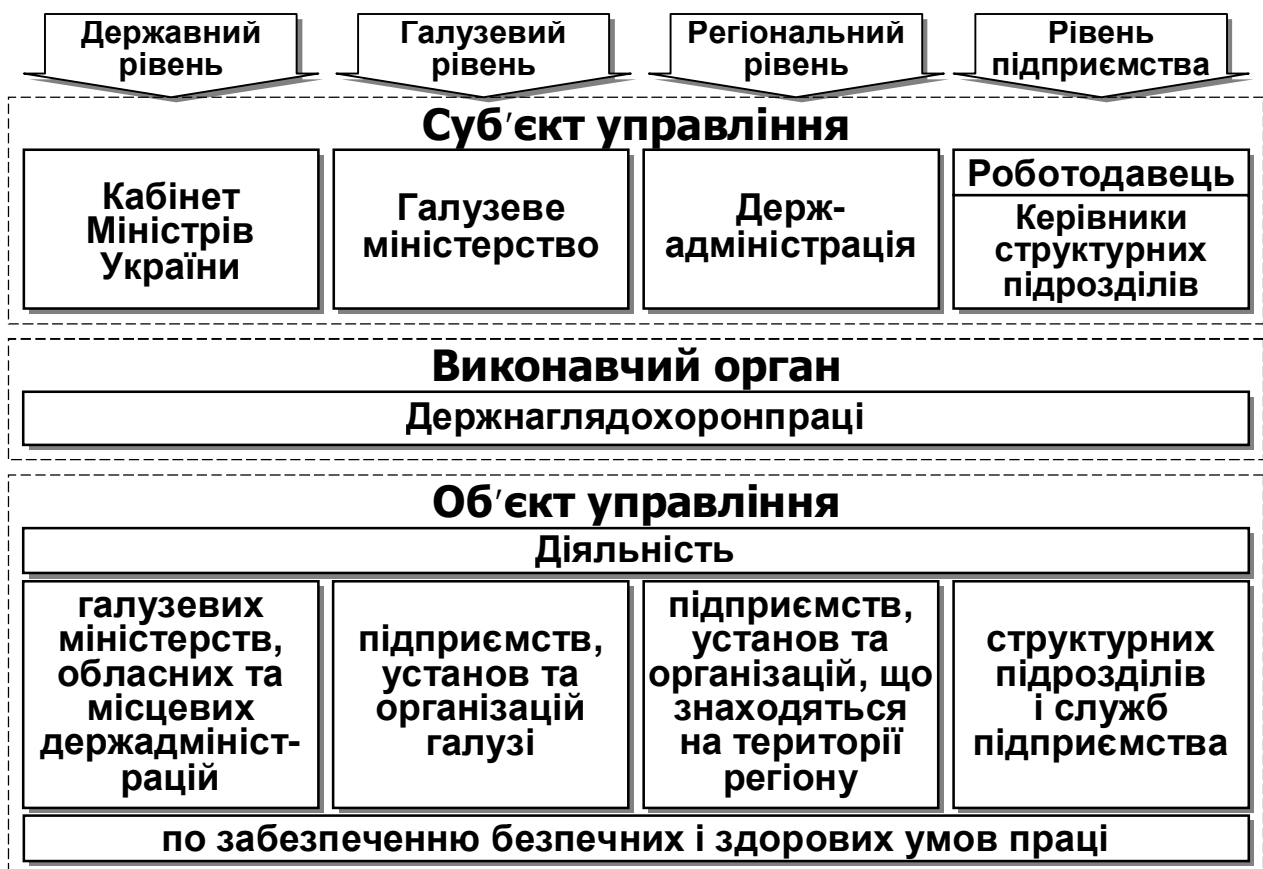 Державний
рівень
Галузевий
рівень
Регіональний
рівень
Рівень
підприємства
Суб′єкт управління
Кабінет
Міністрів
України
Галузеве
міністерство
Держ-
адміністрація
Роботодавець
Керівники
структурних
підрозділів
Виконавчий орган
Держнаглядохоронпраці
Об′єкт управління
Діяльність
галузевих
міністерств,
обласних та
місцевих
держадмініст-
рацій
підприємств,
установ та
організацій
галузі
підприємств,
установ та
організацій, що
знаходяться
на території
регіону
структурних
підрозділів
і служб
підприємства
по забезпеченню безпечних і здорових умов праці